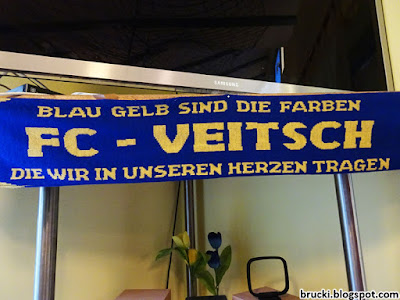 SAMSUNG
BLAU GELB SIND DIE FARBEN
FC - VEITSCH
DIE WIR IN UNSEREN HERZEN TRAGEN
brucki.blogspot.com